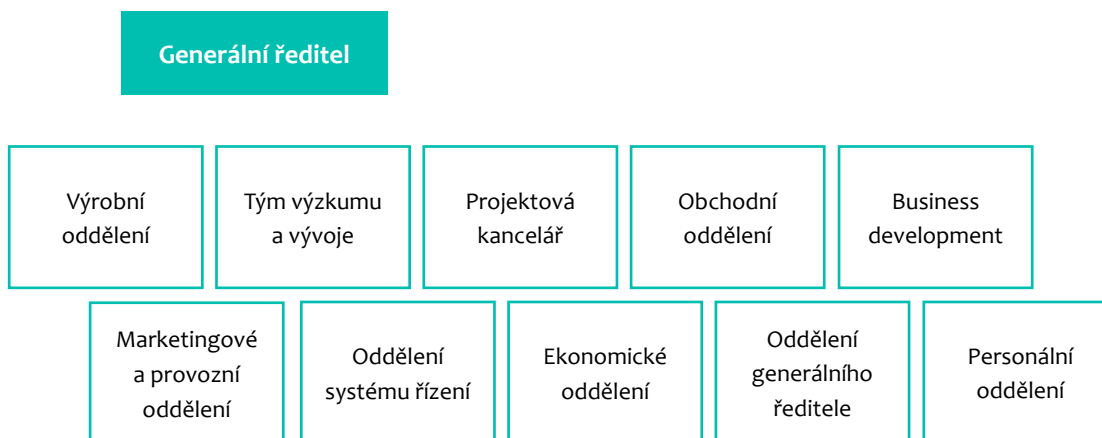 Generální ředitel
Výrobní
oddělení
Tým výzkumu
a vývoje
Projektová
kancelář
Obchodní
oddělení
Business
development
Marketingové
a provozní
oddělení
Oddělení
systému řízení
Ekonomické
oddělení
Oddělení
generálního
ředitele
Personální
oddělení